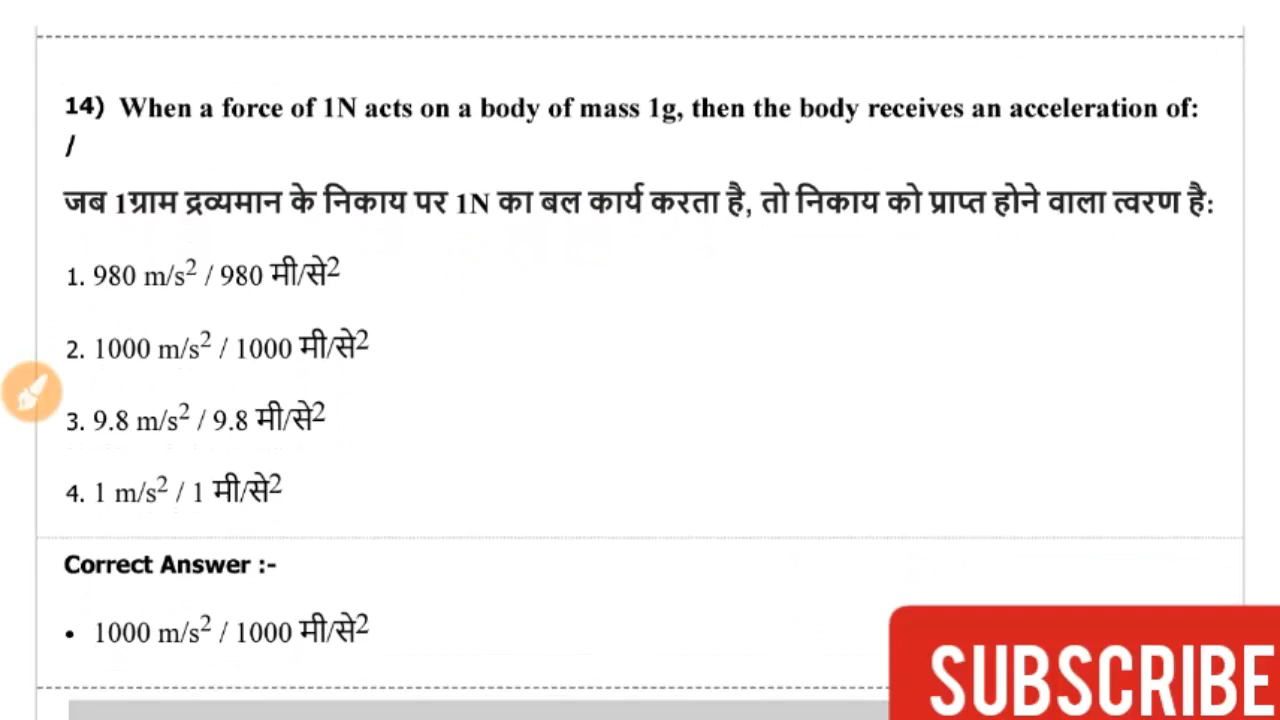 14) When a force of 1N acts on a body of mass 1g, then the body receives an acceleration of:
/
जब 1ग्राम द्रव्यमान के निकाय पर 1N का बल कार्य करता है, तो निकाय को प्राप्त होने वाला त्वरण है:
1. 980 m/s² / 980 मी/से2
2. 1000 m/s² / 1000 मी/से2
3. 9.8 m/s² / 9.8 मी/से2
4. 1 m/s² / 1 मी/से2
Correct Answer :-
• 1000 m/s² / 1000 मी/से2
SUBSCRIBE